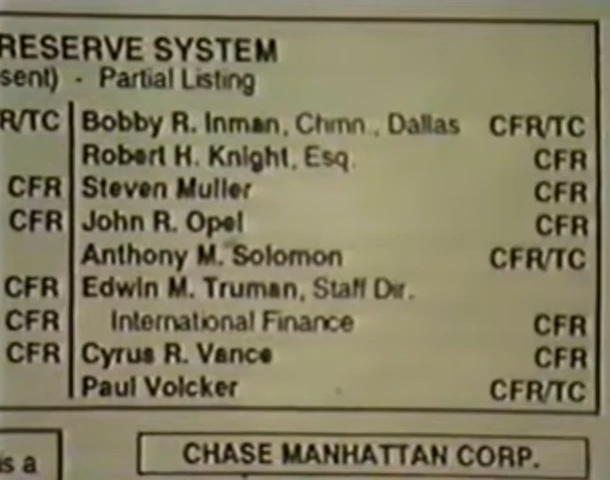 RESERVE SYSTEM
sent) - Partial Listing
R/TC Bobby R. Inman, Chmn., Dallas CFR/TC
Robert H. Knight, Esq. CFR
CFR Steven Muller CFR
CFR John R. Opel CFR
Anthony M. Solomon CFR/TC
CFR Edwin M. Truman, Staff Dir.
CFR International Finance CFR
CFR Cyrus R. Vance CFR
Paul Volcker CFR/TC
is a
CHASE MANHATTAN CORP.